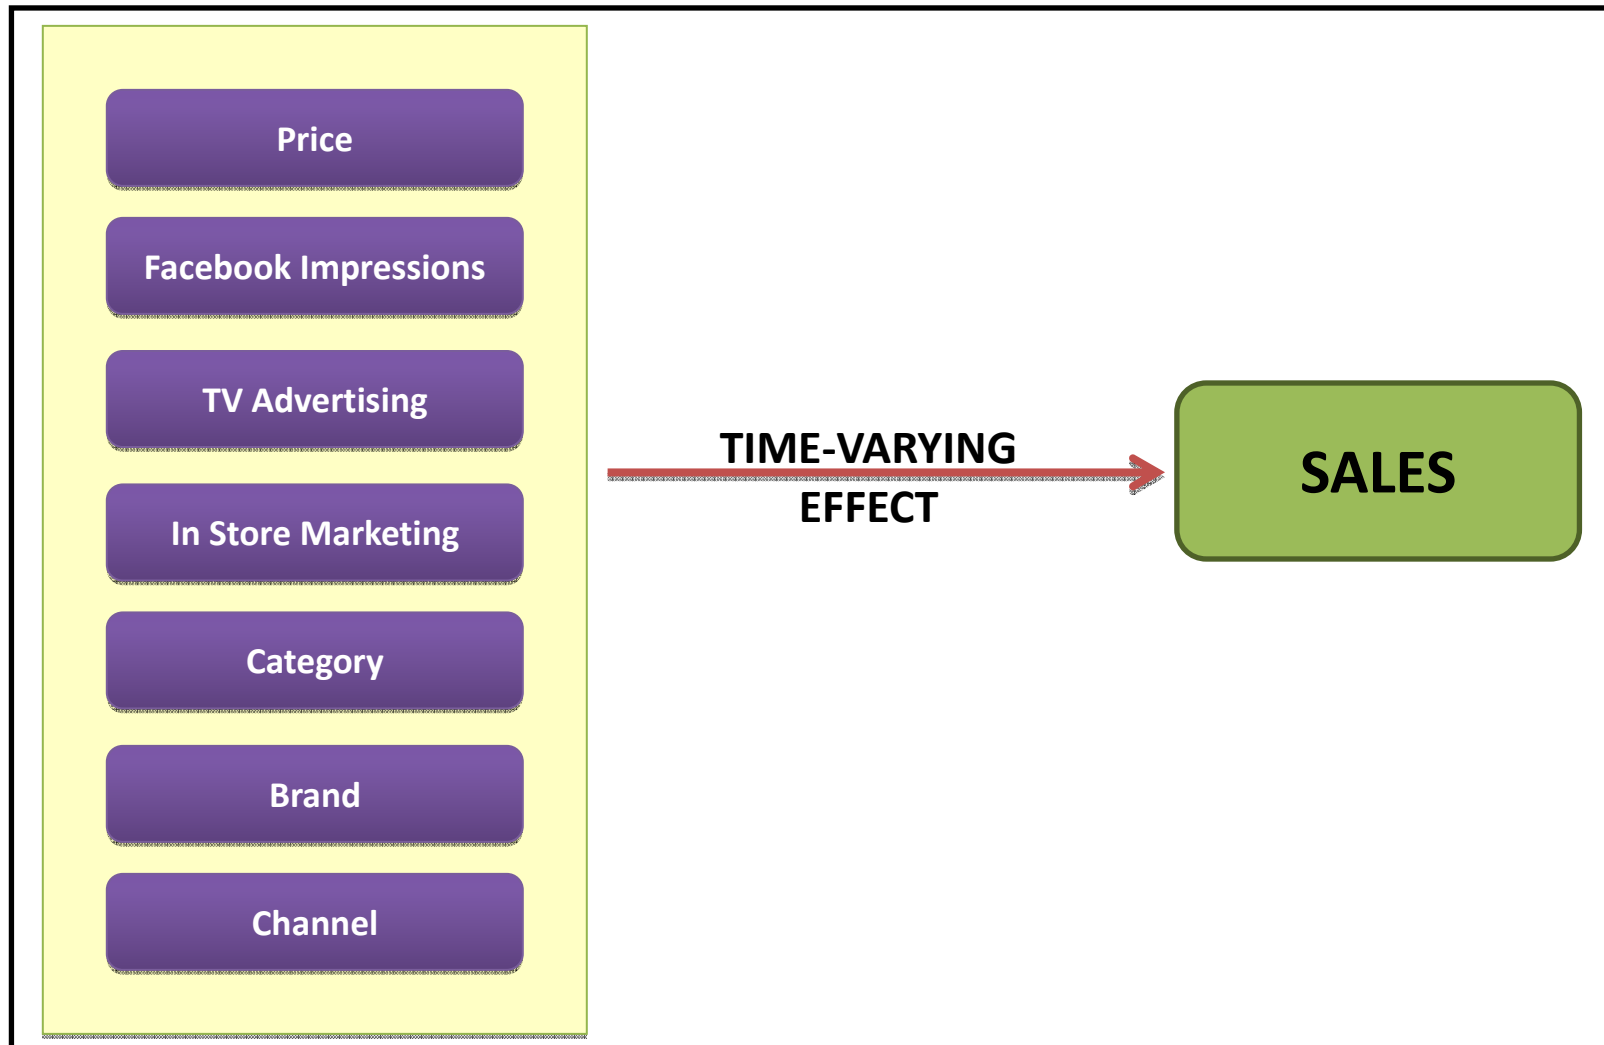 Price
Facebook Impressions
TV Advertising
In Store Marketing
Category
Brand
Channel
TIME-VARYING
EFFECT
SALES